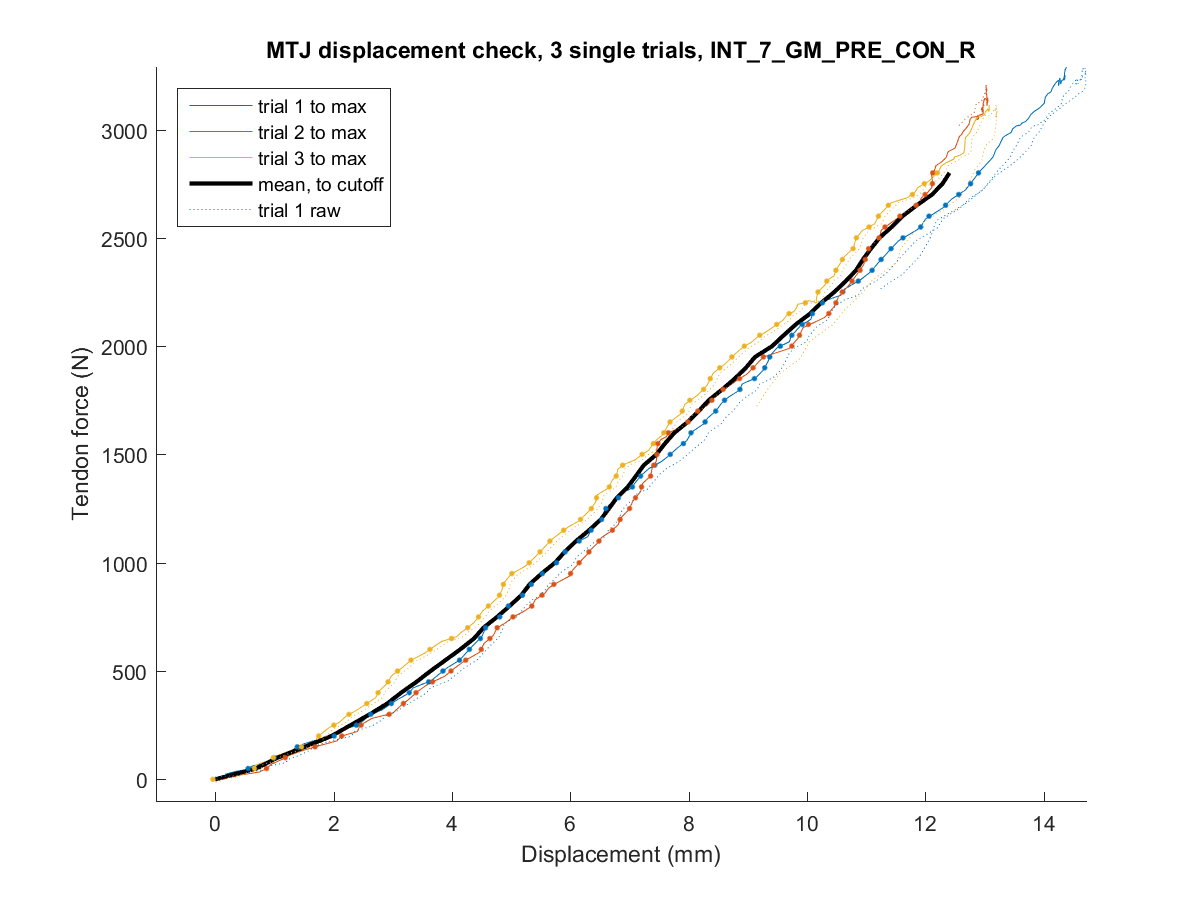 MTJ displacement check, 3 single trials, INT_7_GM_PRE_CON_R
trial 1 to max
trial 2 to max
trial 3 to max
mean, to cutoff
trial 1 raw
3000
2500
2000
1500
1000
500
0
Tendon force (N)
0 2 4 6 8 10 12 14
Displacement (mm)